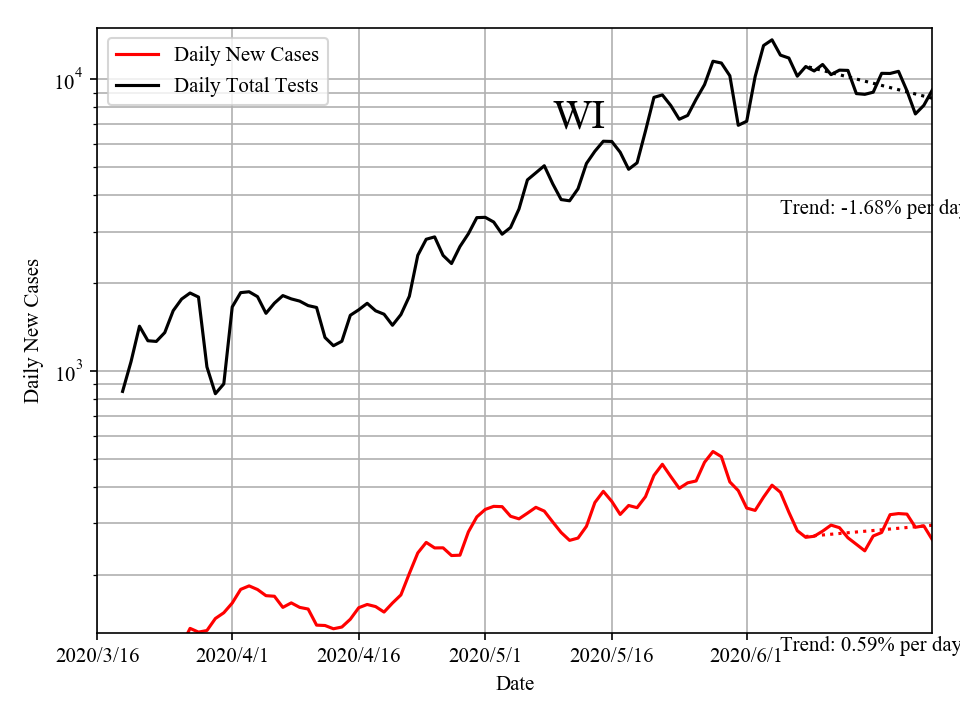 Daily New Cases
Daily Total Tests
10^4
WI
Trend: -1.68% per day
Daily New Cases
10^3
Trend: 0.59% per day
2020/3/16 2020/4/1 2020/4/16 2020/5/1 2020/5/16 2020/6/1
Date